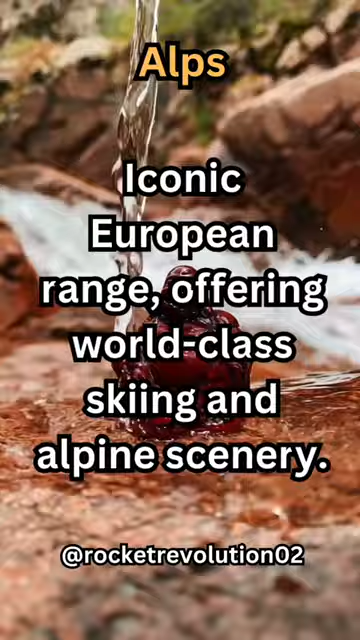 Alps
Iconic
European
range, offering
world-class
skiing and
alpine scenery.
@rocketrevolution02